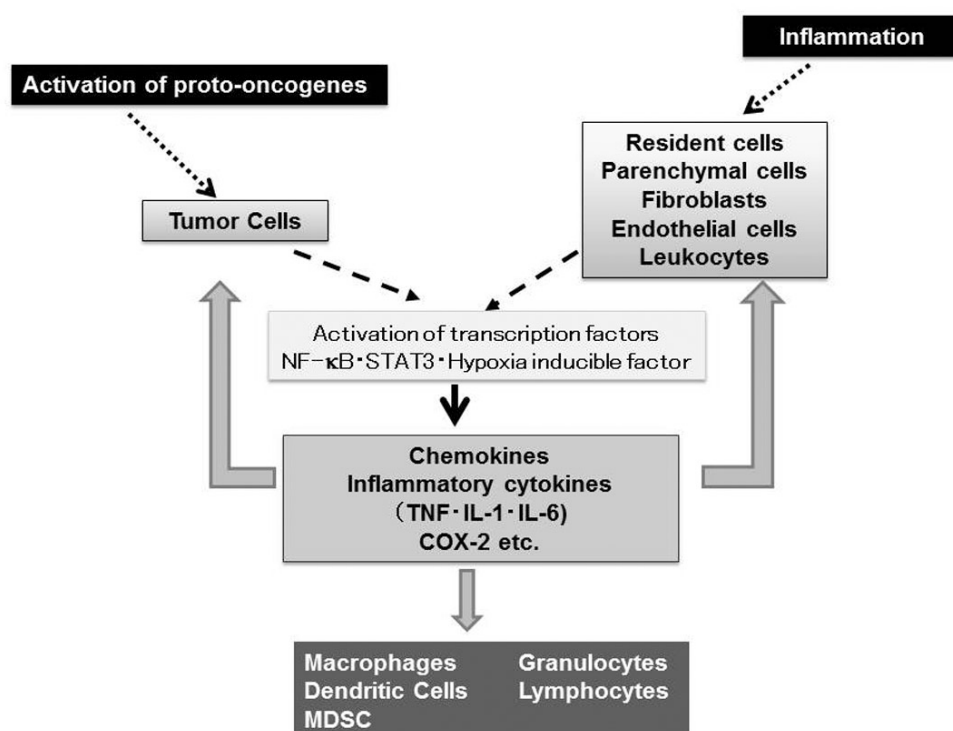 Inflammation
Activation of proto-oncogenes
Resident cells
Parenchymal cells
Fibroblasts
Endothelial cells
Leukocytes
Tumor Cells
Activation of transcription factors
NF-κB・STAT3・Hypoxia inducible factor
Chemokines
Inflammatory cytokines
（TNF・IL-1・IL-6)
COX-2 etc.
Macrophages Granulocytes
Dendritic Cells Lymphocytes
MDSC